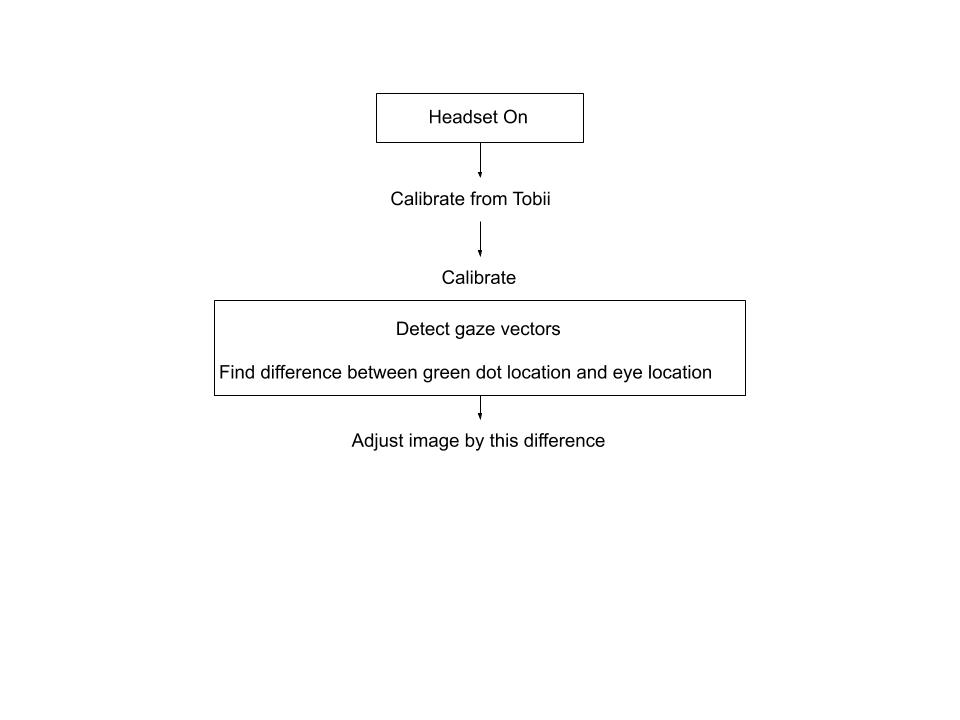 Headset On
Calibrate from Tobii
Calibrate
Detect gaze vectors
Find difference between green dot location and eye location
Adjust image by this difference